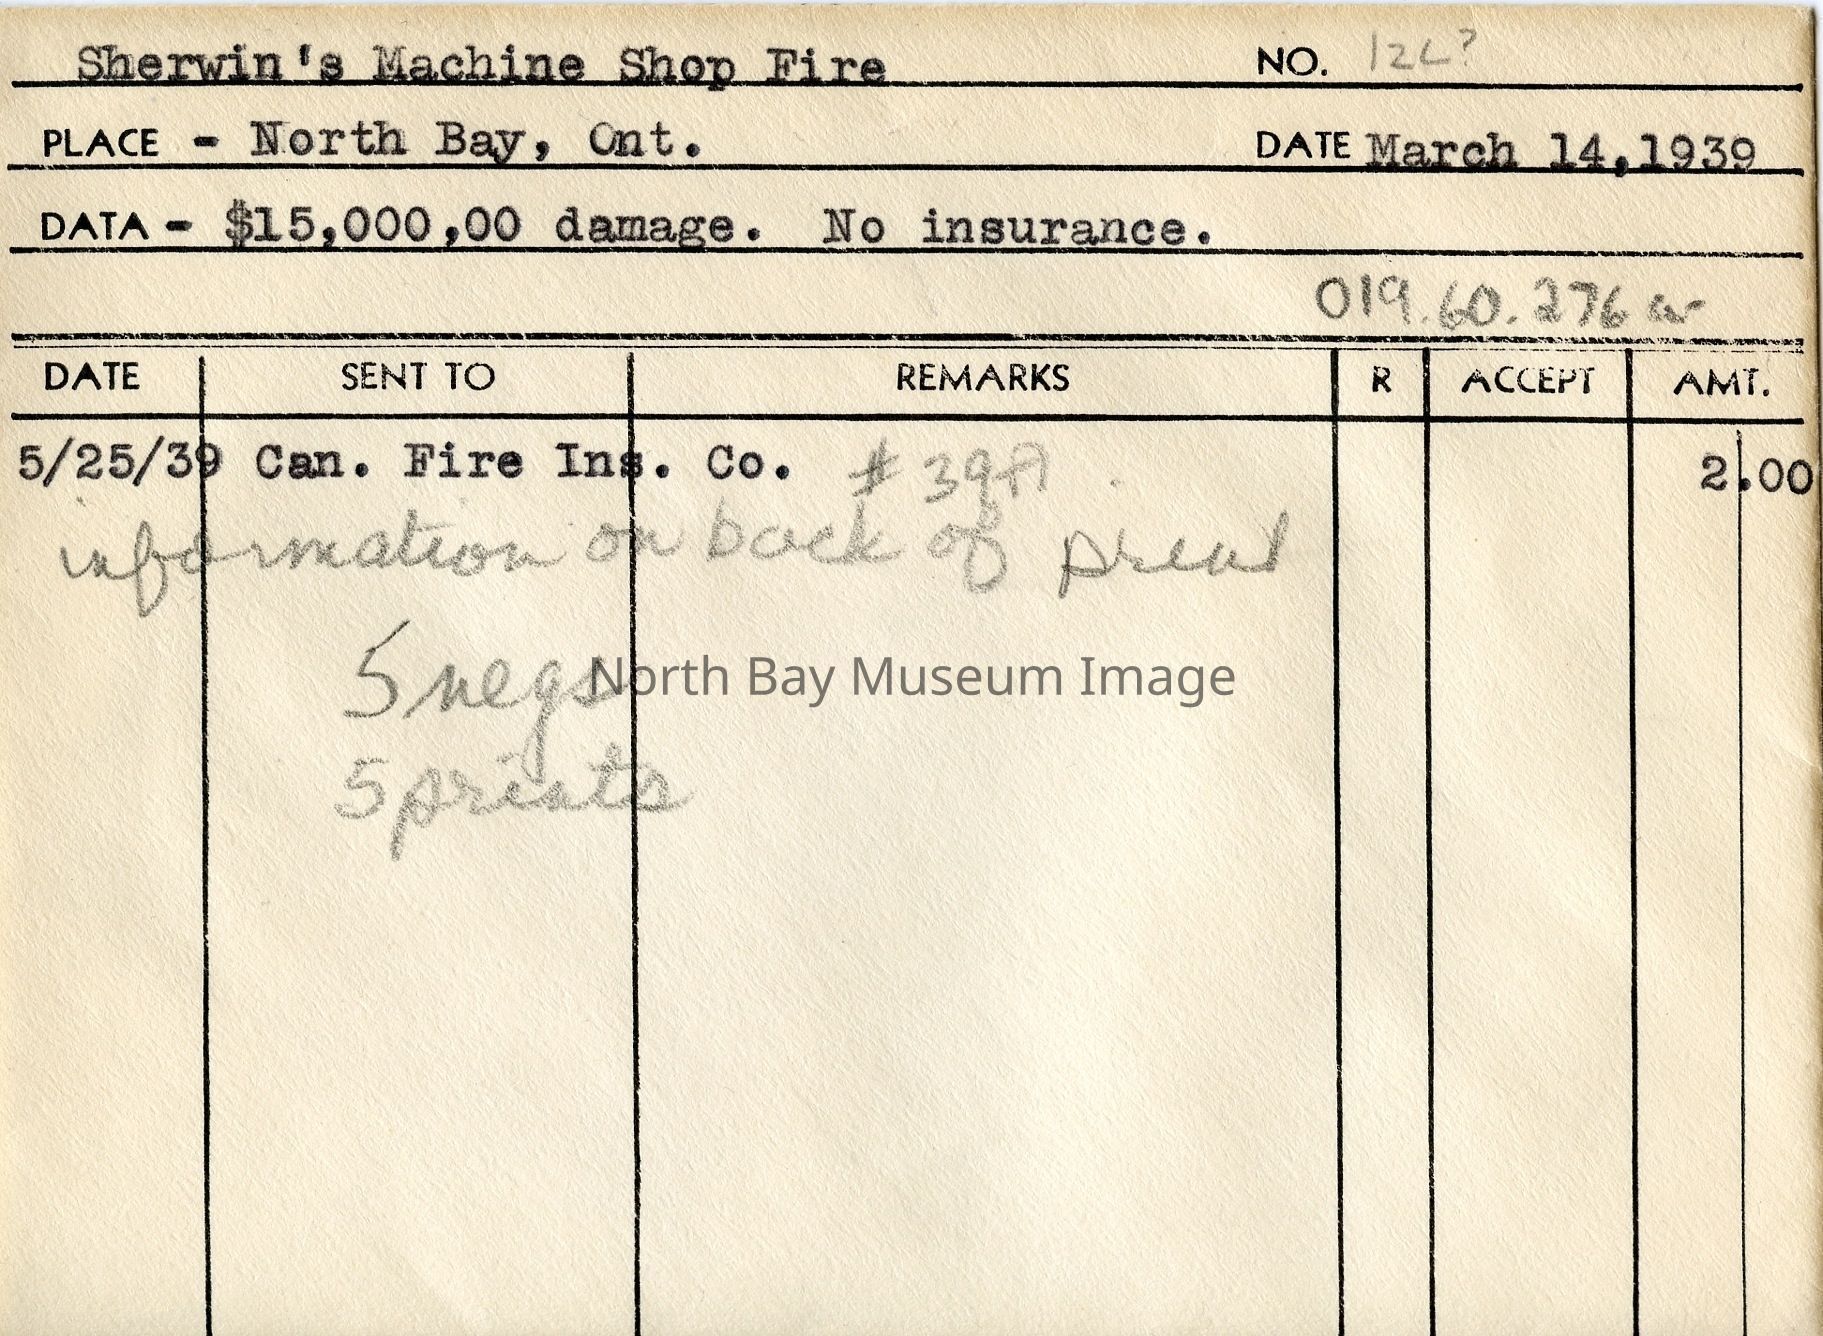 Sherwin's Machine Shop Fire NO. 12L?
PLACE - North Bay, Ont. DATE March 14,1939
DATA - $15,000,00 damage. No insurance.
019.60.276
DATE SENT TO REMARKS R ACCEPT AMT.
5/25/39 Can. Fire Ins. Co. # 39A 2.00
information on back of print
5 negs
North Bay Museum Image
5 prints